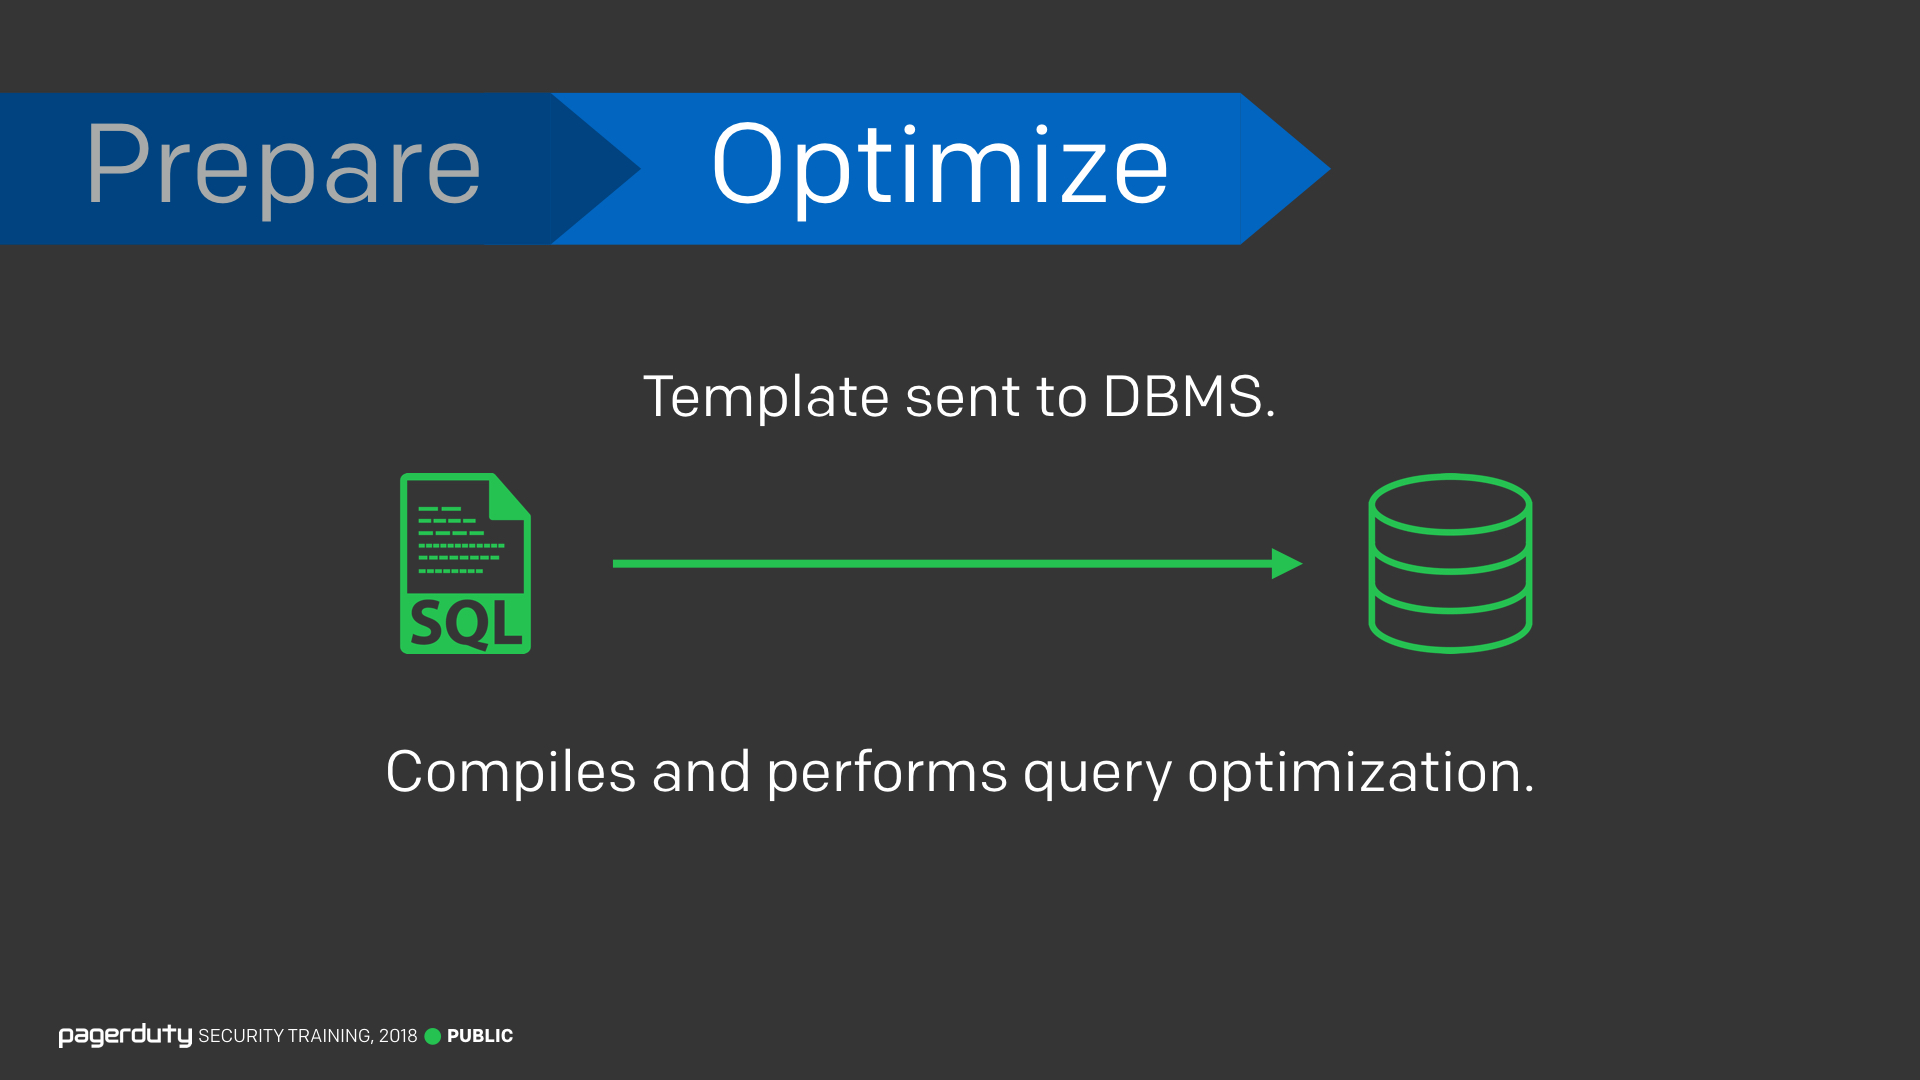 Prepare Optimize
Template sent to DBMS.
SQL
Compiles and performs query optimization.
pagerduty SECURITY TRAINING, 2018 PUBLIC